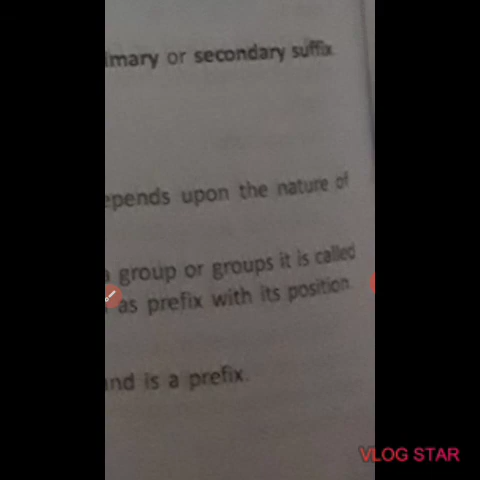 mary or secondary suffix
pends upon the nature of
group or groups it is called
as prefix with its position.
nd is a prefix.
VLOG STAR